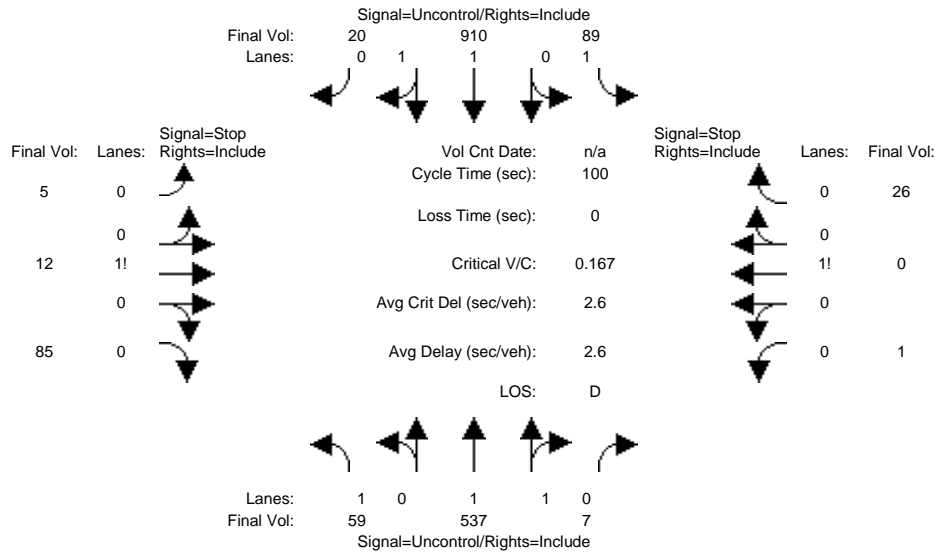 Signal=Uncontrol/Rights=Include
Final Vol: 20 910 89
Lanes: 0 1 1 0 1
Signal=Stop Signal=Stop
Final Vol: Lanes: Rights=Include Vol Cnt Date: n/a Rights=Include Lanes: Final Vol:
Cycle Time (sec): 100
5 0 0 26
Loss Time (sec): 0
0 0
12 1! Critical V/C: 0.167 1! 0
0 Avg Crit Del (sec/veh): 2.6 0
85 0 Avg Delay (sec/veh): 2.6 0 1
LOS: D
Lanes: 1 0 1 1 0
Final Vol: 59 537 7
Signal=Uncontrol/Rights=Include